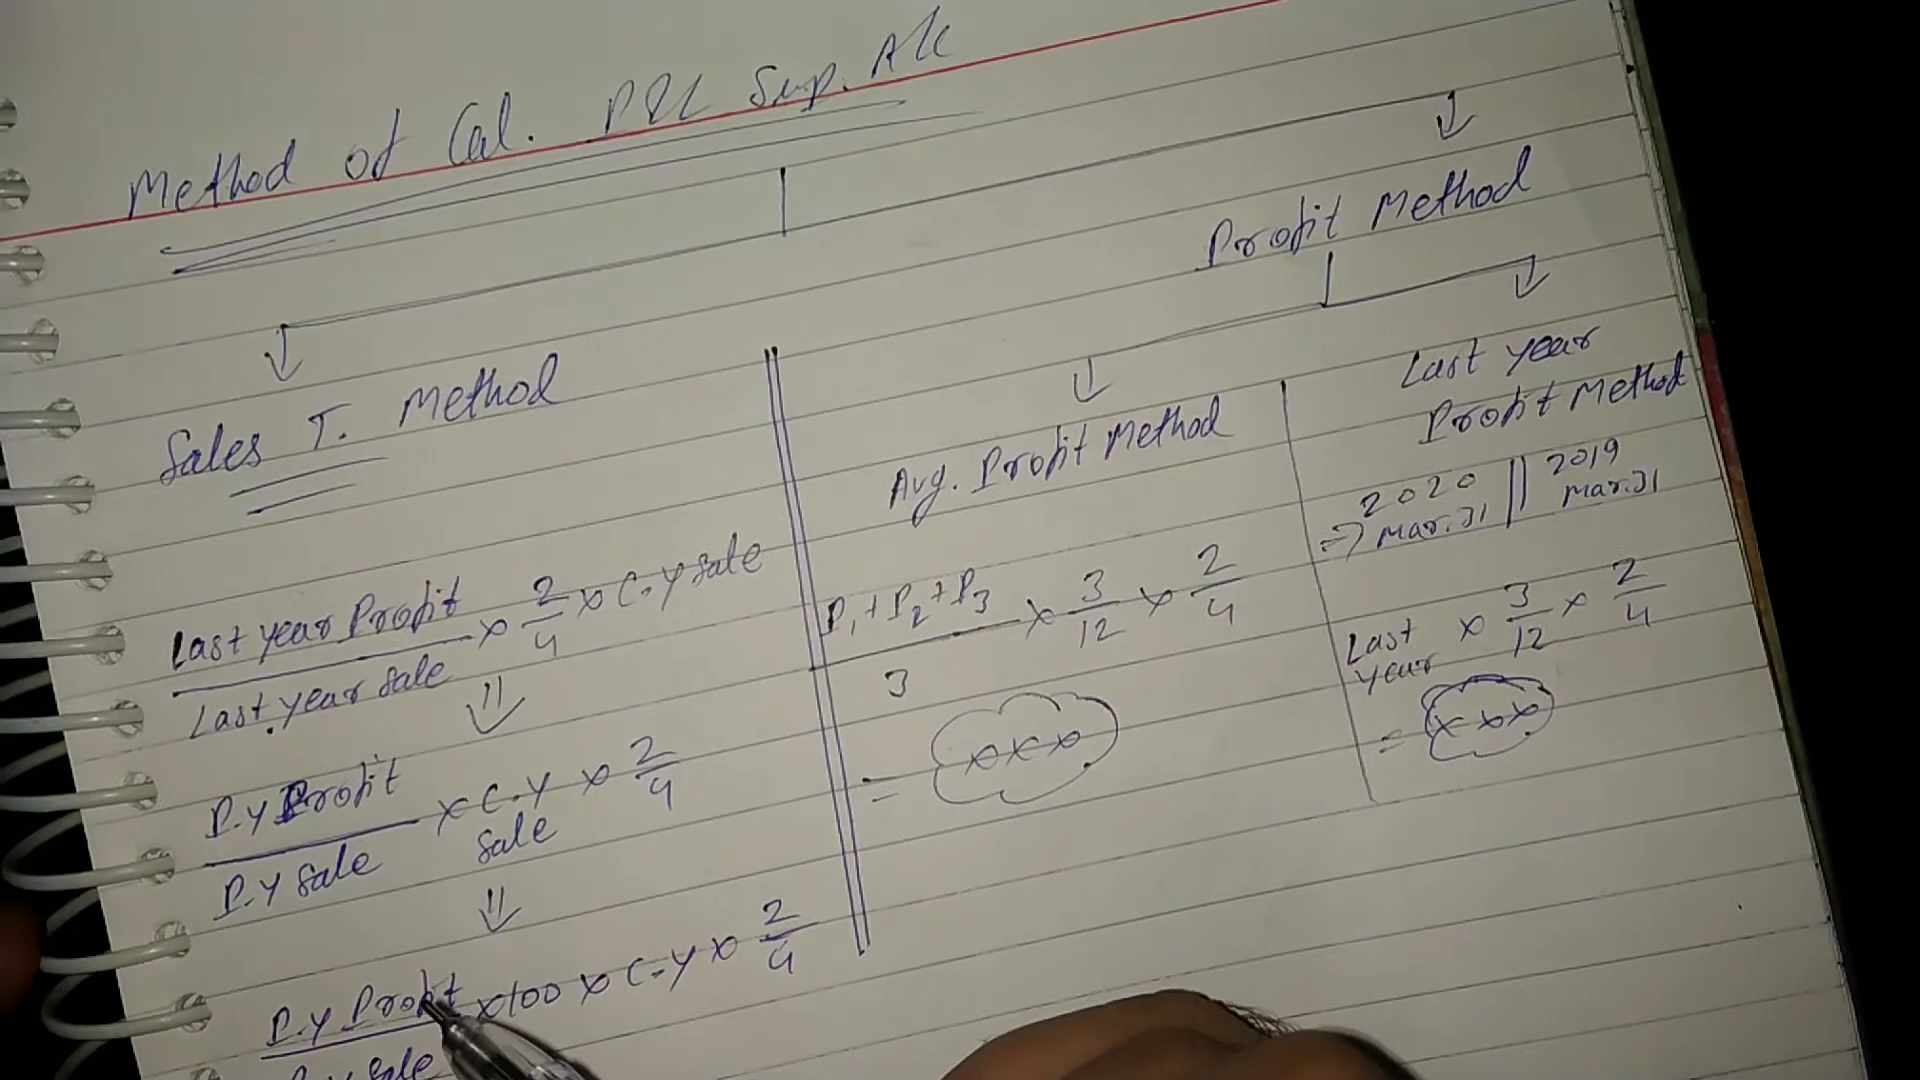 Method of Cal. P&L Sup. A/c
Sales T. Method
Last year Profit / Last year sale × 2/4 × C.Y sale
P.Y Profit / P.Y sale × C.Y sale × 2/4
P.Y Profit / P.Y sale ×100 × C.Y × 2/4
Profit Method
Avg. Profit Method
P1+P2+P3 / 3 × 3/12 × 2/4
= xxx
Last year
Profit Method
=> 2020 Mar.31 || 2019 Mar.31
Last year × 3/12 × 2/4
= xxx